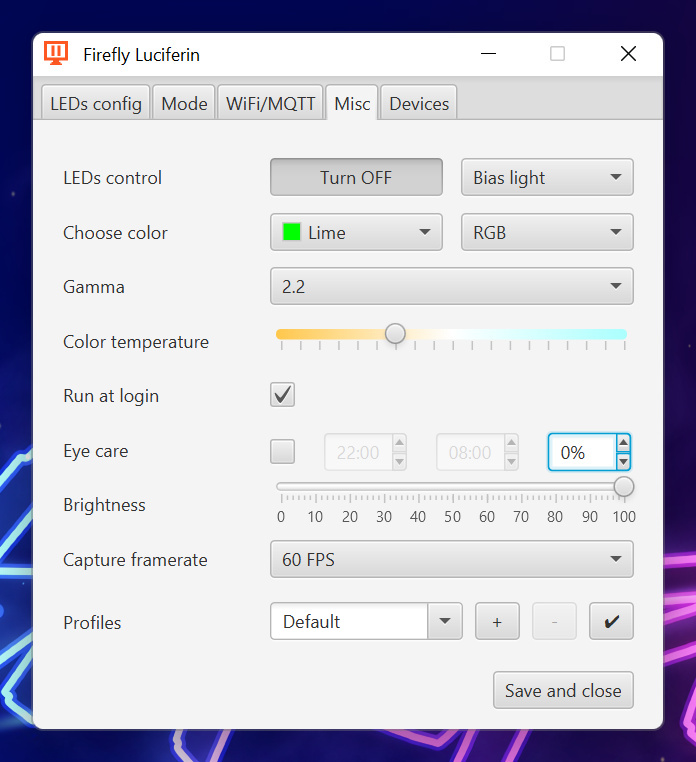 Firefly Luciferin
LEDs config Mode WiFi/MQTT Misc Devices
LEDs control Turn OFF Bias light
Choose color Lime RGB
Gamma 2.2
Color temperature
Run at login
Eye care 22:00 08:00 0%
Brightness
0 10 20 30 40 50 60 70 80 90 100
Capture framerate 60 FPS
Profiles Default + -
Save and close